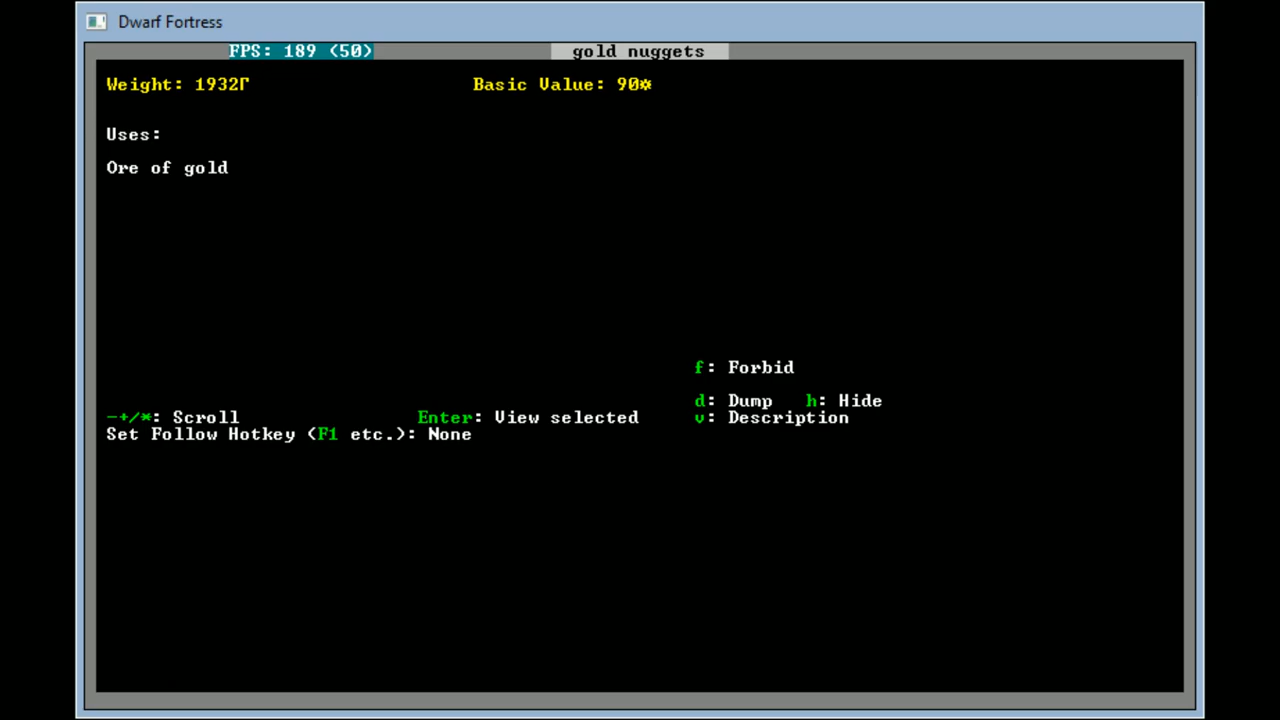 Dwarf Fortress
FPS: 189 (50) gold nuggets
Weight: 1932Γ Basic Value: 90☼
Uses:
Ore of gold
f: Forbid
d: Dump h: Hide
-+/*: Scroll Enter: View selected v: Description
Set Follow Hotkey (F1 etc.): None